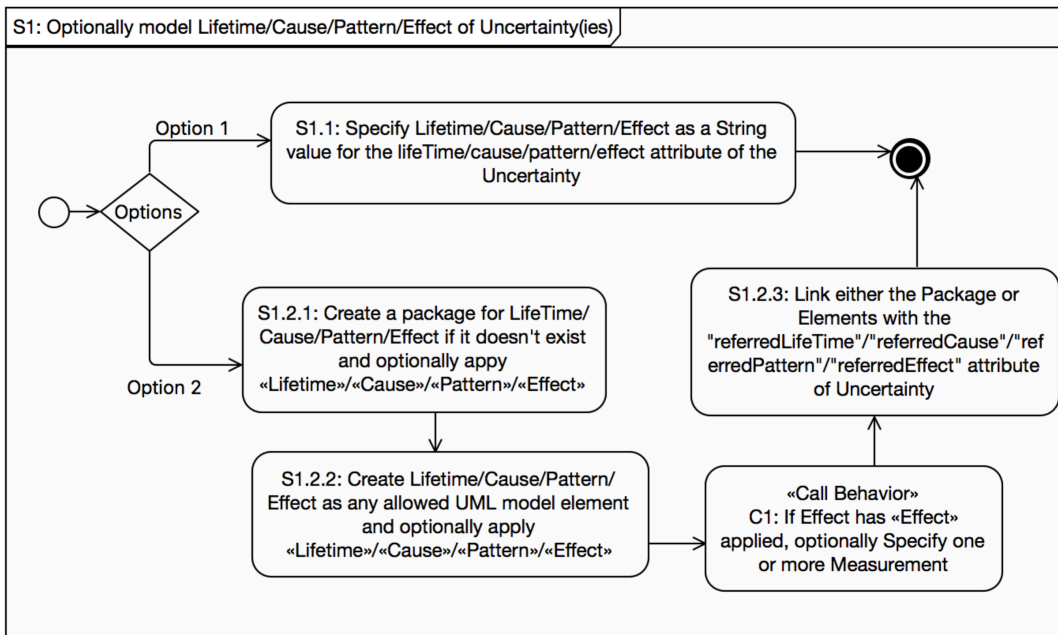 S1: Optionally model Lifetime/Cause/Pattern/Effect of Uncertainty(ies)
Option 1
S1.1: Specify Lifetime/Cause/Pattern/Effect as a String
value for the lifeTime/cause/pattern/effect attribute of the
Uncertainty
Options
Option 2
S1.2.1: Create a package for LifeTime/
Cause/Pattern/Effect if it doesn't exist
and optionally appy
«Lifetime»/«Cause»/«Pattern»/«Effect»
S1.2.2: Create Lifetime/Cause/Pattern/
Effect as any allowed UML model element
and optionally apply
«Lifetime»/«Cause»/«Pattern»/«Effect»
«Call Behavior»
C1: If Effect has «Effect»
applied, optionally Specify one
or more Measurement
S1.2.3: Link either the Package or
Elements with the
"referredLifeTime"/"referredCause"/"ref
erredPattern"/"referredEffect" attribute
of Uncertainty